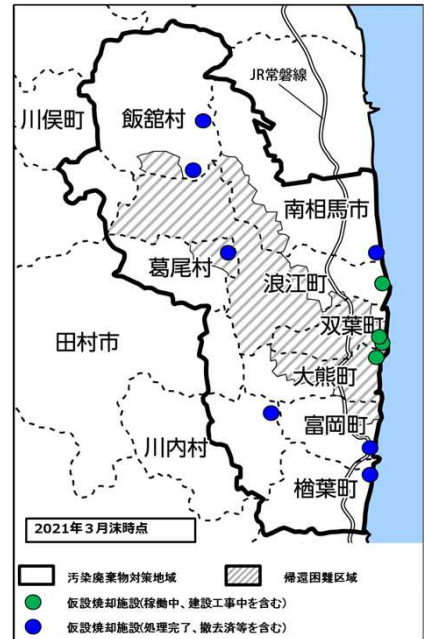 JR常磐線
川俣町
飯舘村
南相馬市
葛尾村
浪江町
双葉町
田村市
大熊町
富岡町
川内村
楢葉町
2021年３月末時点
汚染廃棄物対策地域
帰還困難区域
仮設焼却施設(稼働中、建設工事中を含む)
仮設焼却施設(処理完了、撤去済等を含む)